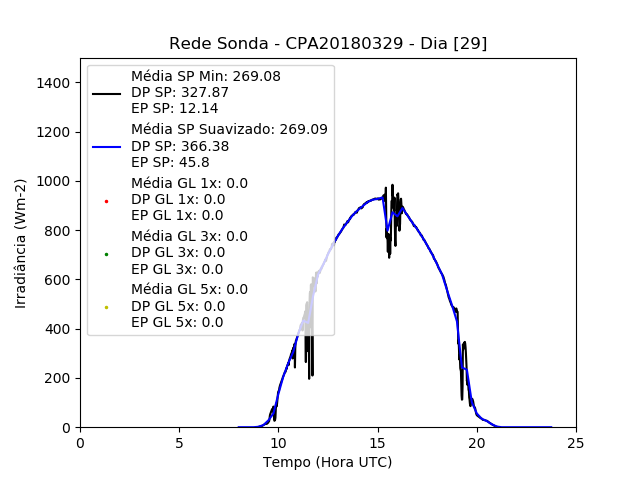 Rede Sonda - CPA20180329 - Dia [29]
Irradiância (Wm-2)
1400
1200
1000
800
600
400
200
0
Média SP Min: 269.08
DP SP: 327.87
EP SP: 12.14
Média SP Suavizado: 269.09
DP SP: 366.38
EP SP: 45.8
Média GL 1x: 0.0
DP GL 1x: 0.0
EP GL 1x: 0.0
Média GL 3x: 0.0
DP GL 3x: 0.0
EP GL 3x: 0.0
Média GL 5x: 0.0
DP GL 5x: 0.0
EP GL 5x: 0.0
0 5 10 15 20 25
Tempo (Hora UTC)